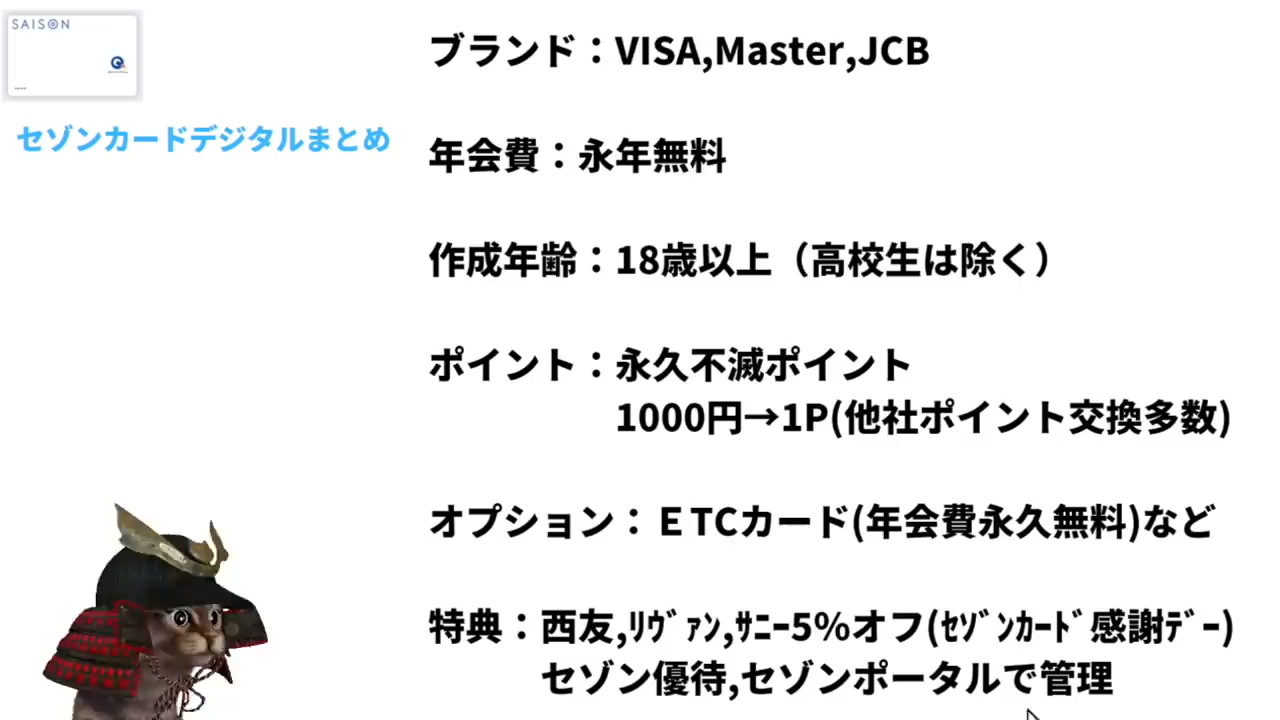 SAISON
セゾンカードデジタルまとめ
ブランド：VISA,Master,JCB
年会費：永年無料
作成年齢：18歳以上（高校生は除く）
ポイント：永久不滅ポイント
1000円→1P(他社ポイント交換多数)
オプション：ＥTCカード(年会費永久無料)など
特典：西友,ﾘｳﾞｧﾝ,ｻﾆｰ5%オフ(ｾｿﾞﾝｶｰﾄﾞ感謝ﾃﾞｰ)
セゾン優待,セゾンポータルで管理